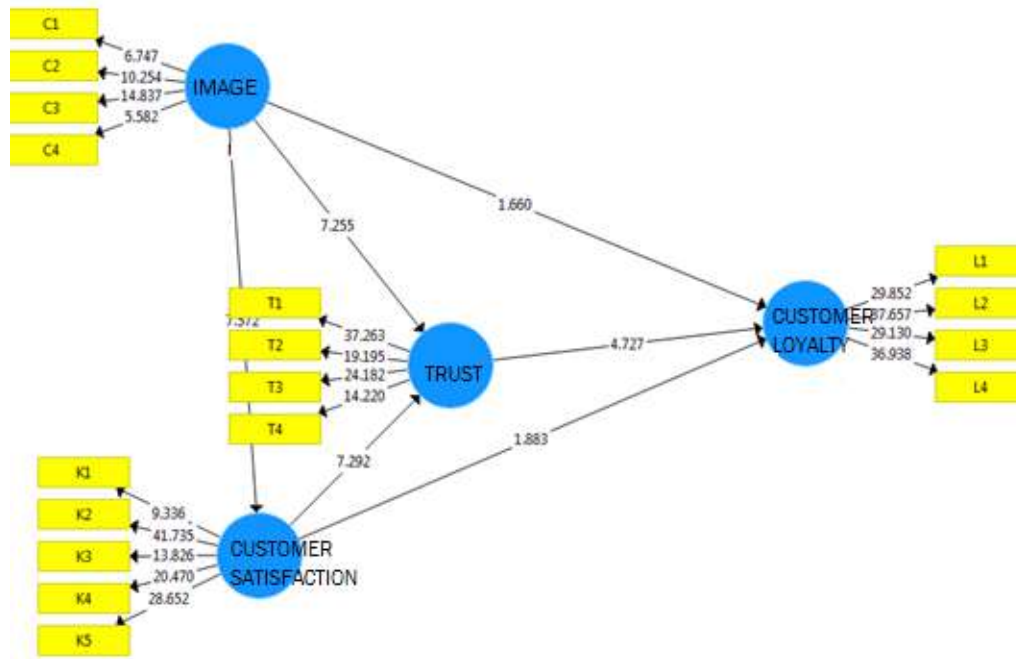 C1
C2
C3
C4
6.747
10.254
14.837
5.582
IMAGE
1.660
7.255
T1
T2
T3
T4
37.263
19.195
24.182
14.220
TRUST
4.727
CUSTOMER
LOYALTY
29.852
29.130
36.938
L1
L2
L3
L4
1.883
7.292
K1
K2
K3
K4
K5
9.336
41.735
13.826
20.470
28.652
CUSTOMER
SATISFACTION